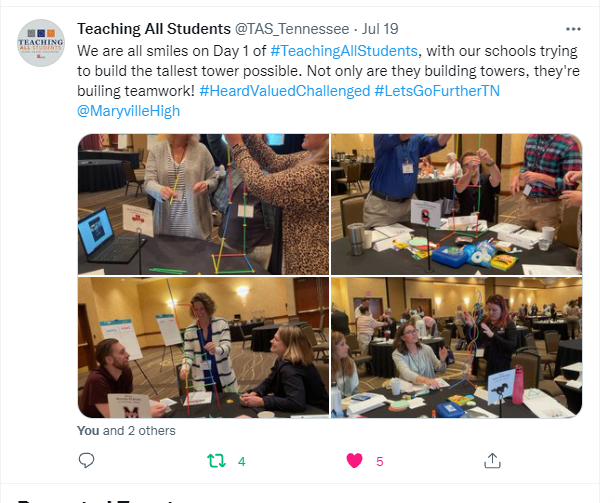 Teaching All Students @TAS_Tennessee · Jul 19
We are all smiles on Day 1 of #TeachingAllStudents, with our schools trying
to build the tallest tower possible. Not only are they building towers, they're
builing teamwork! #HeardValuedChallenged #LetsGoFurtherTN
@MaryvilleHigh
TEACHING
ALL STUDENTS
You and 2 others
4
5